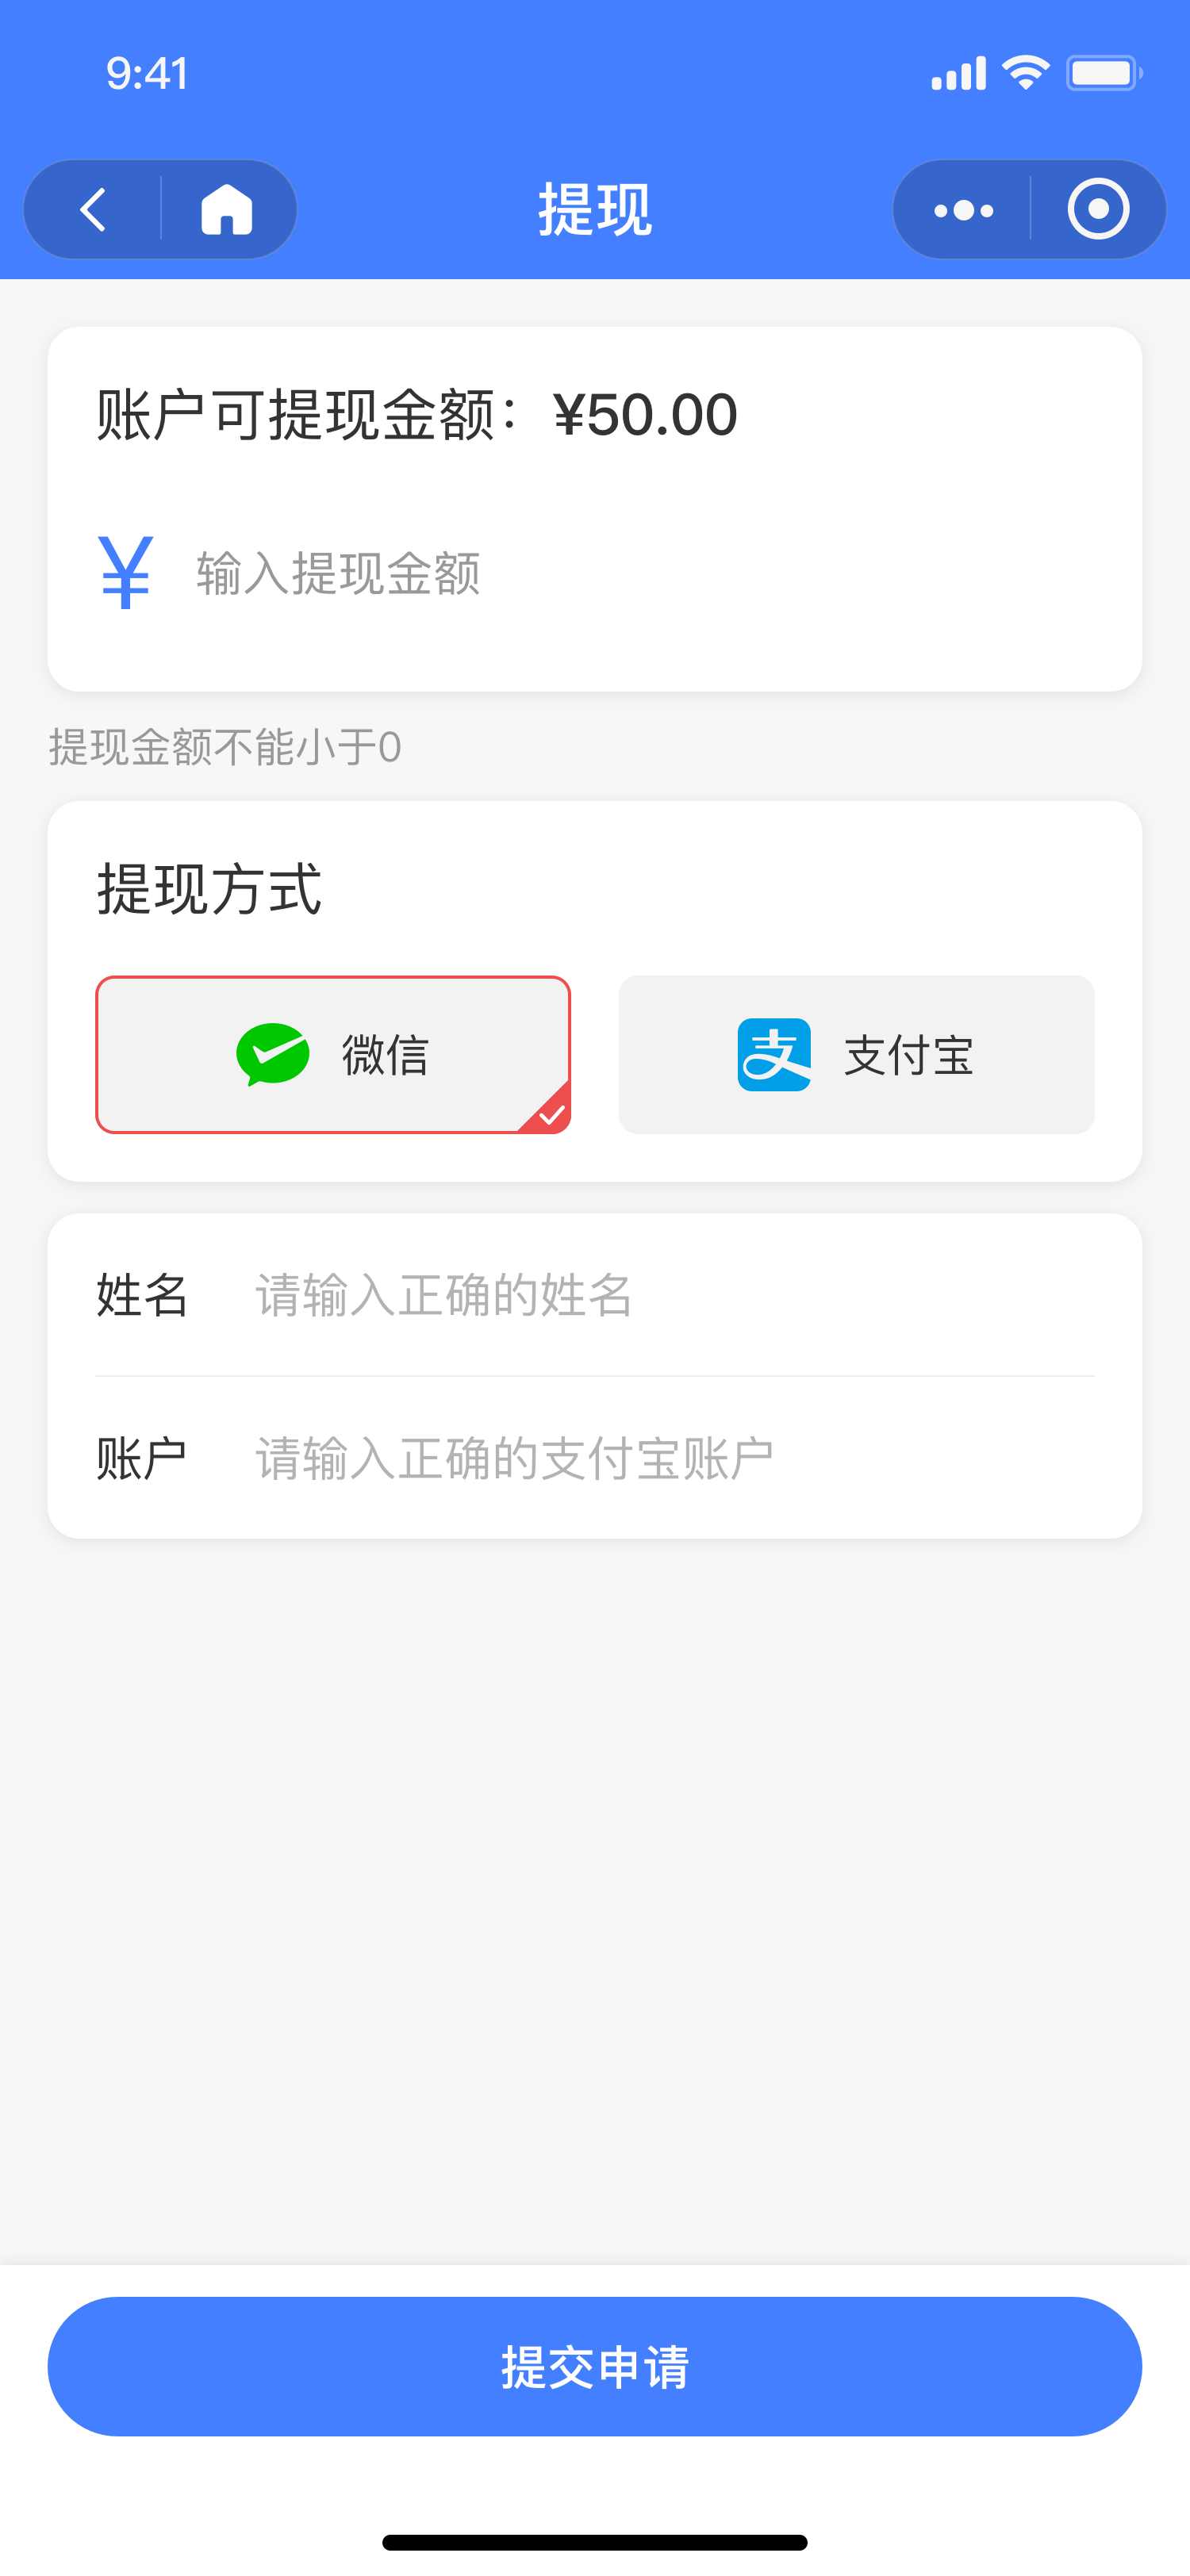 9:41
提现
账户可提现金额：¥50.00
¥ 输入提现金额
提现金额不能小于0
提现方式
微信 支付宝
姓名 请输入正确的姓名
账户 请输入正确的支付宝账户
提交申请